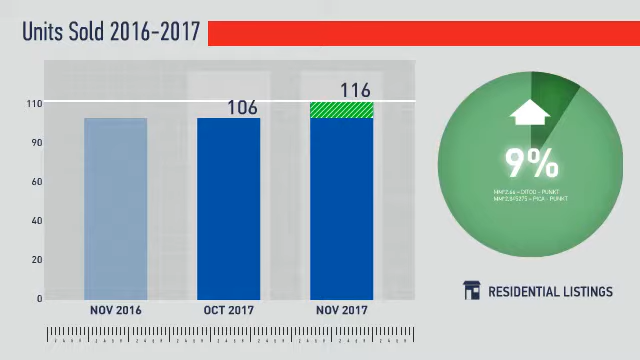 Units Sold 2016-2017
116
106
110
90
60
40
20
0
9%
NOV 2016
OCT 2017
NOV 2017
RESIDENTIAL LISTINGS